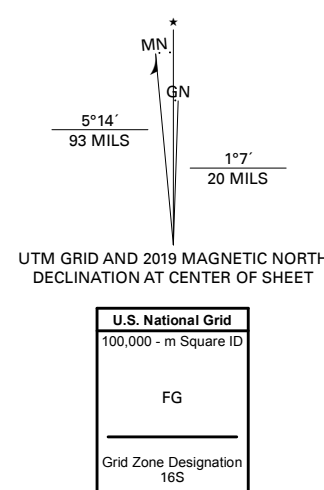 ★
MN
GN
5°14´
93 MILS
1°7´
20 MILS
UTM GRID AND 2019 MAGNETIC NORTH
DECLINATION AT CENTER OF SHEET
U.S. National Grid
100,000 - m Square ID
FG
Grid Zone Designation
16S